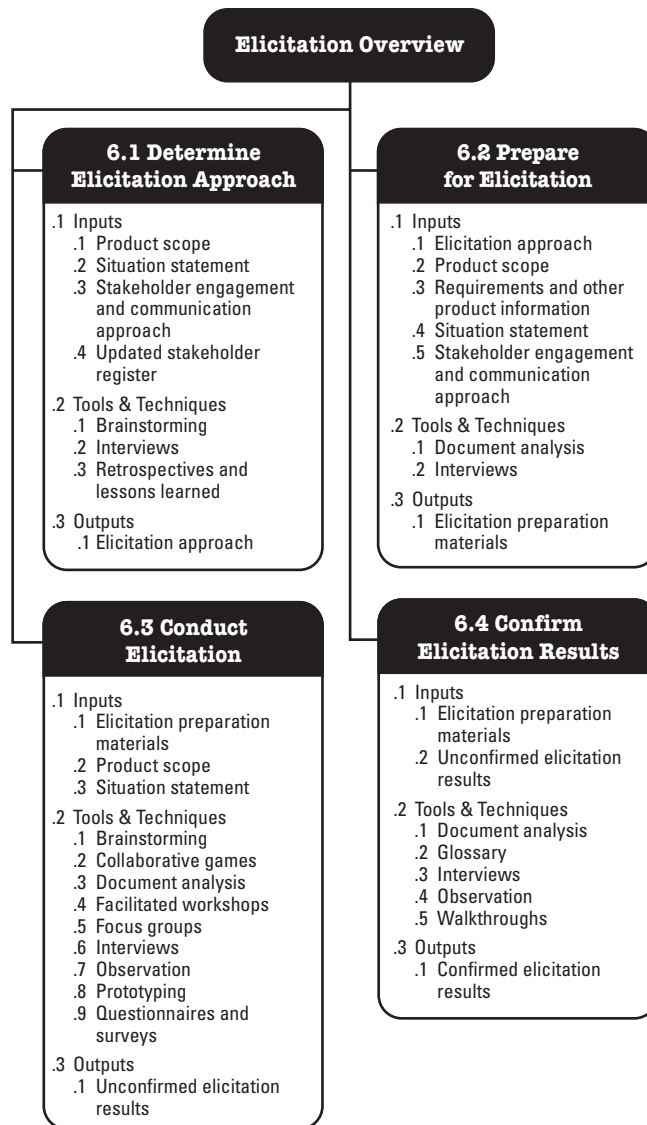 Elicitation Overview
6.1 Determine
Elicitation Approach
.1 Inputs
.1 Product scope
.2 Situation statement
.3 Stakeholder engagement
and communication
approach
.4 Updated stakeholder
register
.2 Tools & Techniques
.1 Brainstorming
.2 Interviews
.3 Retrospectives and
lessons learned
.3 Outputs
.1 Elicitation approach
6.2 Prepare
for Elicitation
.1 Inputs
.1 Elicitation approach
.2 Product scope
.3 Requirements and other
product information
.4 Situation statement
.5 Stakeholder engagement
and communication
approach
.2 Tools & Techniques
.1 Document analysis
.2 Interviews
.3 Outputs
.1 Elicitation preparation
materials
6.3 Conduct
Elicitation
.1 Inputs
.1 Elicitation preparation
materials
.2 Product scope
.3 Situation statement
.2 Tools & Techniques
.1 Brainstorming
.2 Collaborative games
.3 Document analysis
.4 Facilitated workshops
.5 Focus groups
.6 Interviews
.7 Observation
.8 Prototyping
.9 Questionnaires and
surveys
.3 Outputs
.1 Unconfirmed elicitation
results
6.4 Confirm
Elicitation Results
.1 Inputs
.1 Elicitation preparation
materials
.2 Unconfirmed elicitation
results
.2 Tools & Techniques
.1 Document analysis
.2 Glossary
.3 Interviews
.4 Observation
.5 Walkthroughs
.3 Outputs
.1 Confirmed elicitation
results